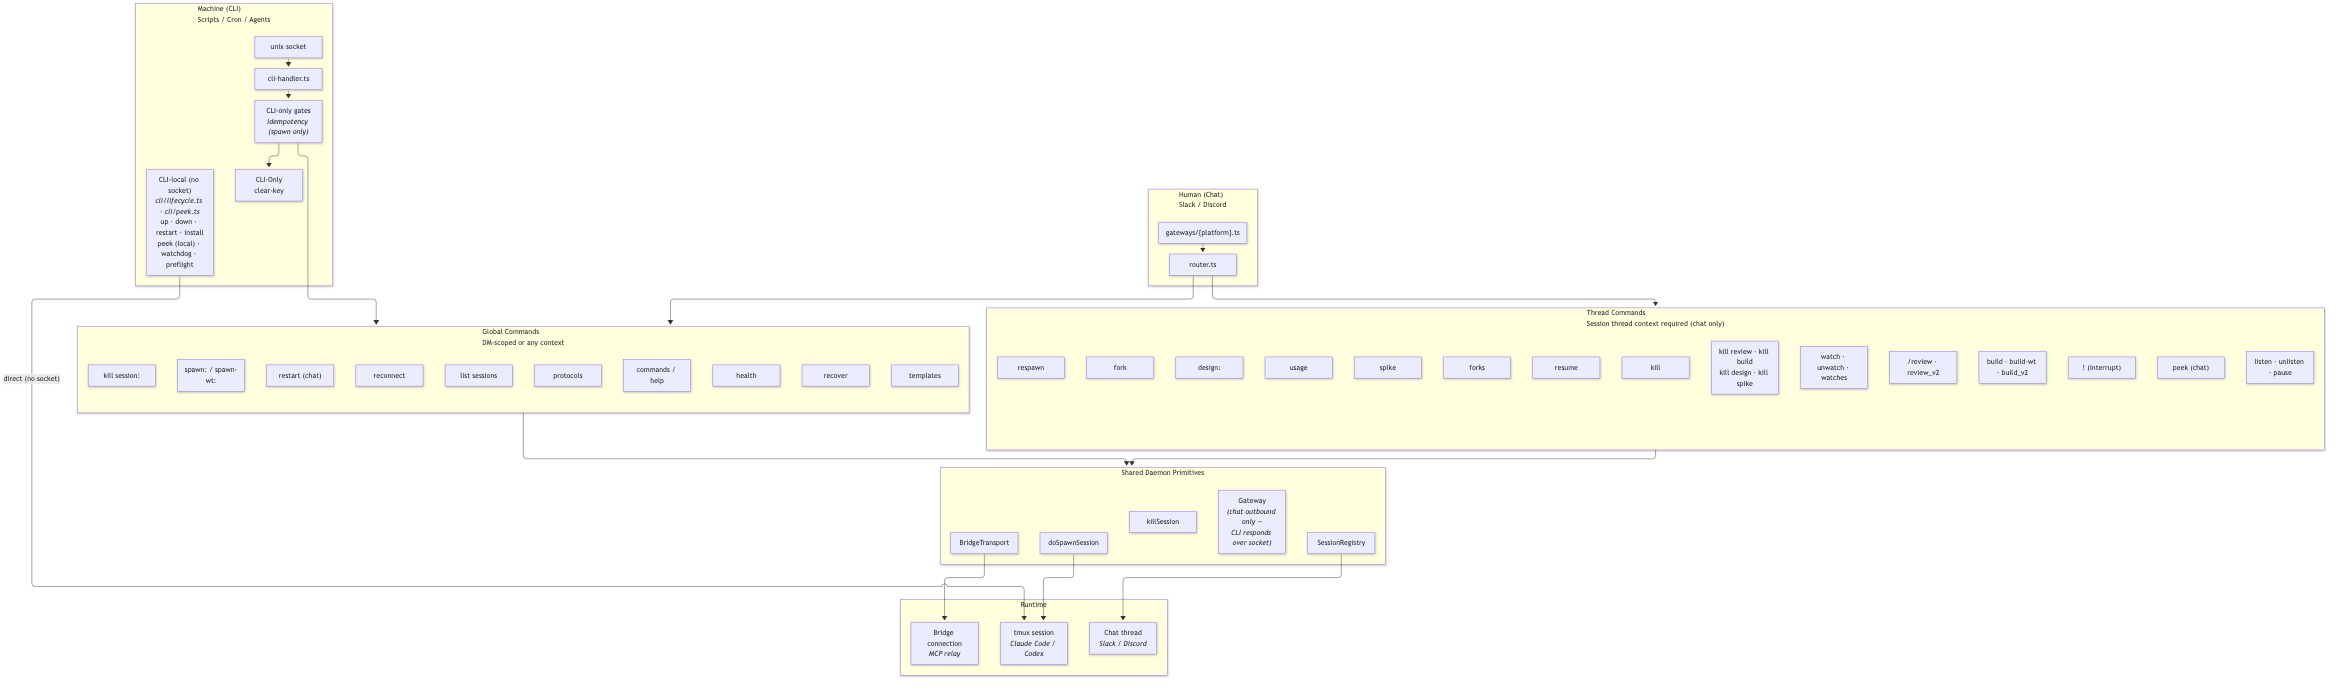 Machine (CLI)
Scripts / Cron / Agents
unix socket
cli-handler.ts
CLI-only gates
idempotency
(spawn only)
CLI-local (no
socket)
cli/lifecycle.ts
· cli/peek.ts
up · down ·
restart · install
peek (local) ·
watchdog ·
preflight
CLI-Only
clear-key
Human (Chat)
Slack / Discord
gateways/{platform}.ts
router.ts
direct (no socket)
Global Commands
DM-scoped or any context
kill session:
spawn: / spawn-
wt:
restart (chat)
reconnect
list sessions
protocols
commands /
help
health
recover
templates
Thread Commands
Session thread context required (chat only)
respawn
fork
design:
usage
spike
forks
resume
kill
kill review · kill
build
kill design · kill
spike
watch ·
unwatch ·
watches
/review ·
review_v2
build · build-wt
· build_v2
! (interrupt)
peek (chat)
listen · unlisten
· pause
Shared Daemon Primitives
BridgeTransport
doSpawnSession
killSession
Gateway
(chat outbound
only —
CLI responds
over socket)
SessionRegistry
Runtime
Bridge
connection
MCP relay
tmux session
Claude Code /
Codex
Chat thread
Slack / Discord